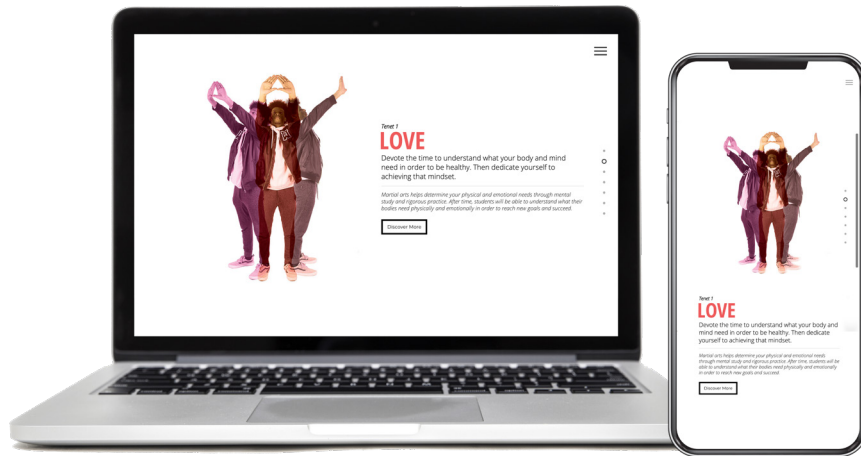 Tenet 1
LOVE
Devote the time to understand what your body and mind
need in order to be healthy. Then dedicate yourself to
achieving that mindset.
Martial arts helps determine your physical and emotional needs through mental
study and rigorous practice. After time, students will be able to understand what their
bodies need physically and emotionally in order to reach new goals and succeed.
Discover More
Tenet 1
LOVE
Devote the time to understand what your body and
mind need in order to be healthy. Then dedicate
yourself to achieving that mindset.
Martial arts helps determine your physical and emotional needs
through mental study and rigorous practice. After time, students will be
able to understand what their bodies need physically and emotionally
in order to reach new goals and succeed.
Discover More